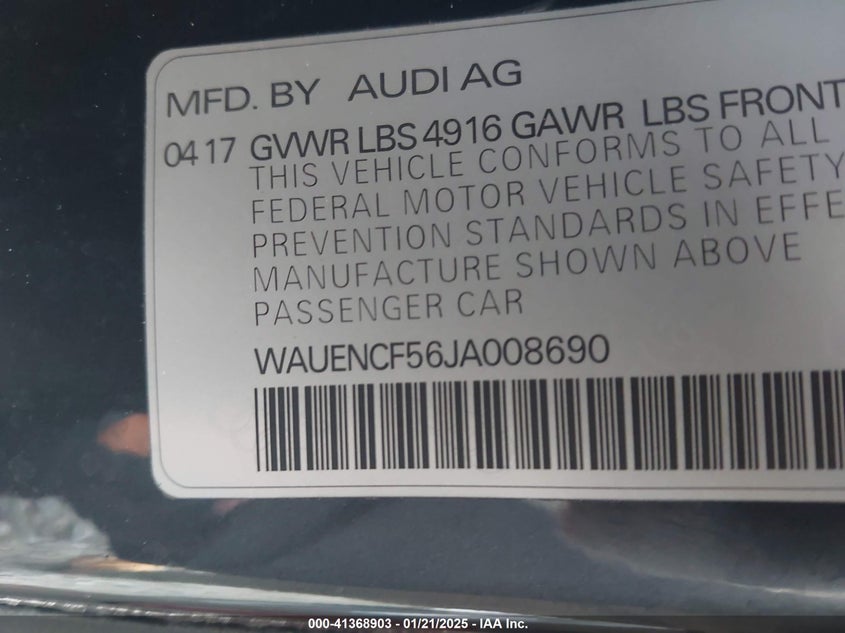 MFD. BY AUDI AG
04 17 GVWR LBS 4916 GAWR LBS FRONT
THIS VEHICLE CONFORMS TO ALL
FEDERAL MOTOR VEHICLE SAFETY
PREVENTION STANDARDS IN EFFE
MANUFACTURE SHOWN ABOVE
PASSENGER CAR
WAUENCF56JA008690
000-41368903 - 01/21/2025 - IAA Inc.